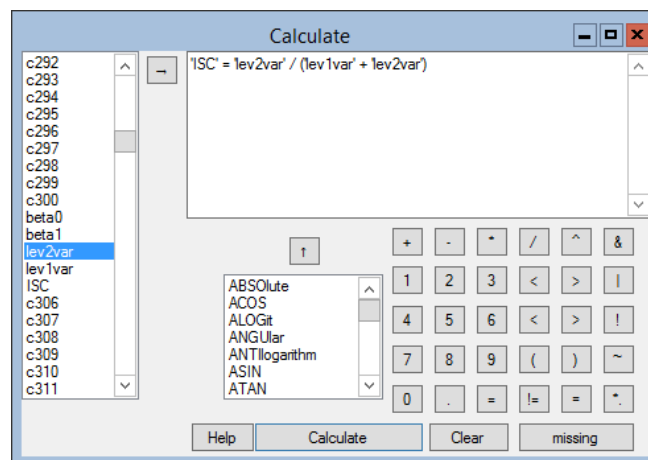 Calculate
c292
c293
c294
c295
c296
c297
c298
c299
c300
beta0
beta1
lev2var
lev1var
ISC
c306
c307
c308
c309
c310
c311
→
'ISC' = 'lev2var' / ('lev1var' + 'lev2var')
↑
ABSOlute
ACOS
ALOGit
ANGUlar
ANTIlogarithm
ASIN
ATAN
+ - * / ^ &
1 2 3 < > |
4 5 6 < > !
7 8 9 ( ) ~
0 . = != = *.
Help Calculate Clear missing